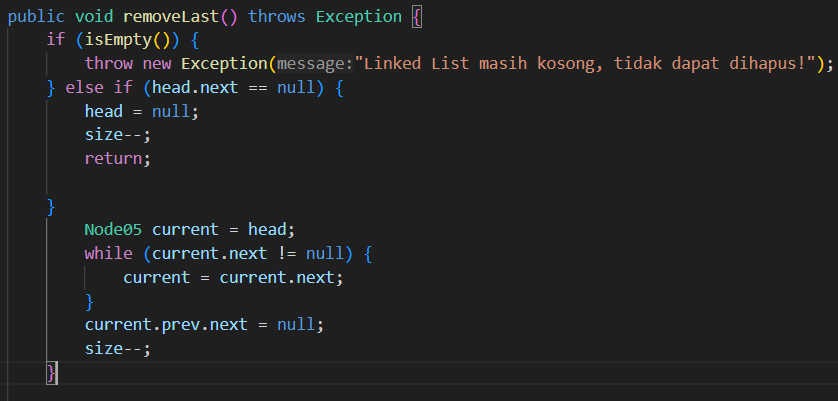 public void removeLast() throws Exception {
    if (isEmpty()) {
        throw new Exception(message:"Linked List masih kosong, tidak dapat dihapus!");
    } else if (head.next == null) {
        head = null;
        size--;
        return;
    }
        Node05 current = head;
        while (current.next != null) {
            current = current.next;
        }
        current.prev.next = null;
        size--;
    }